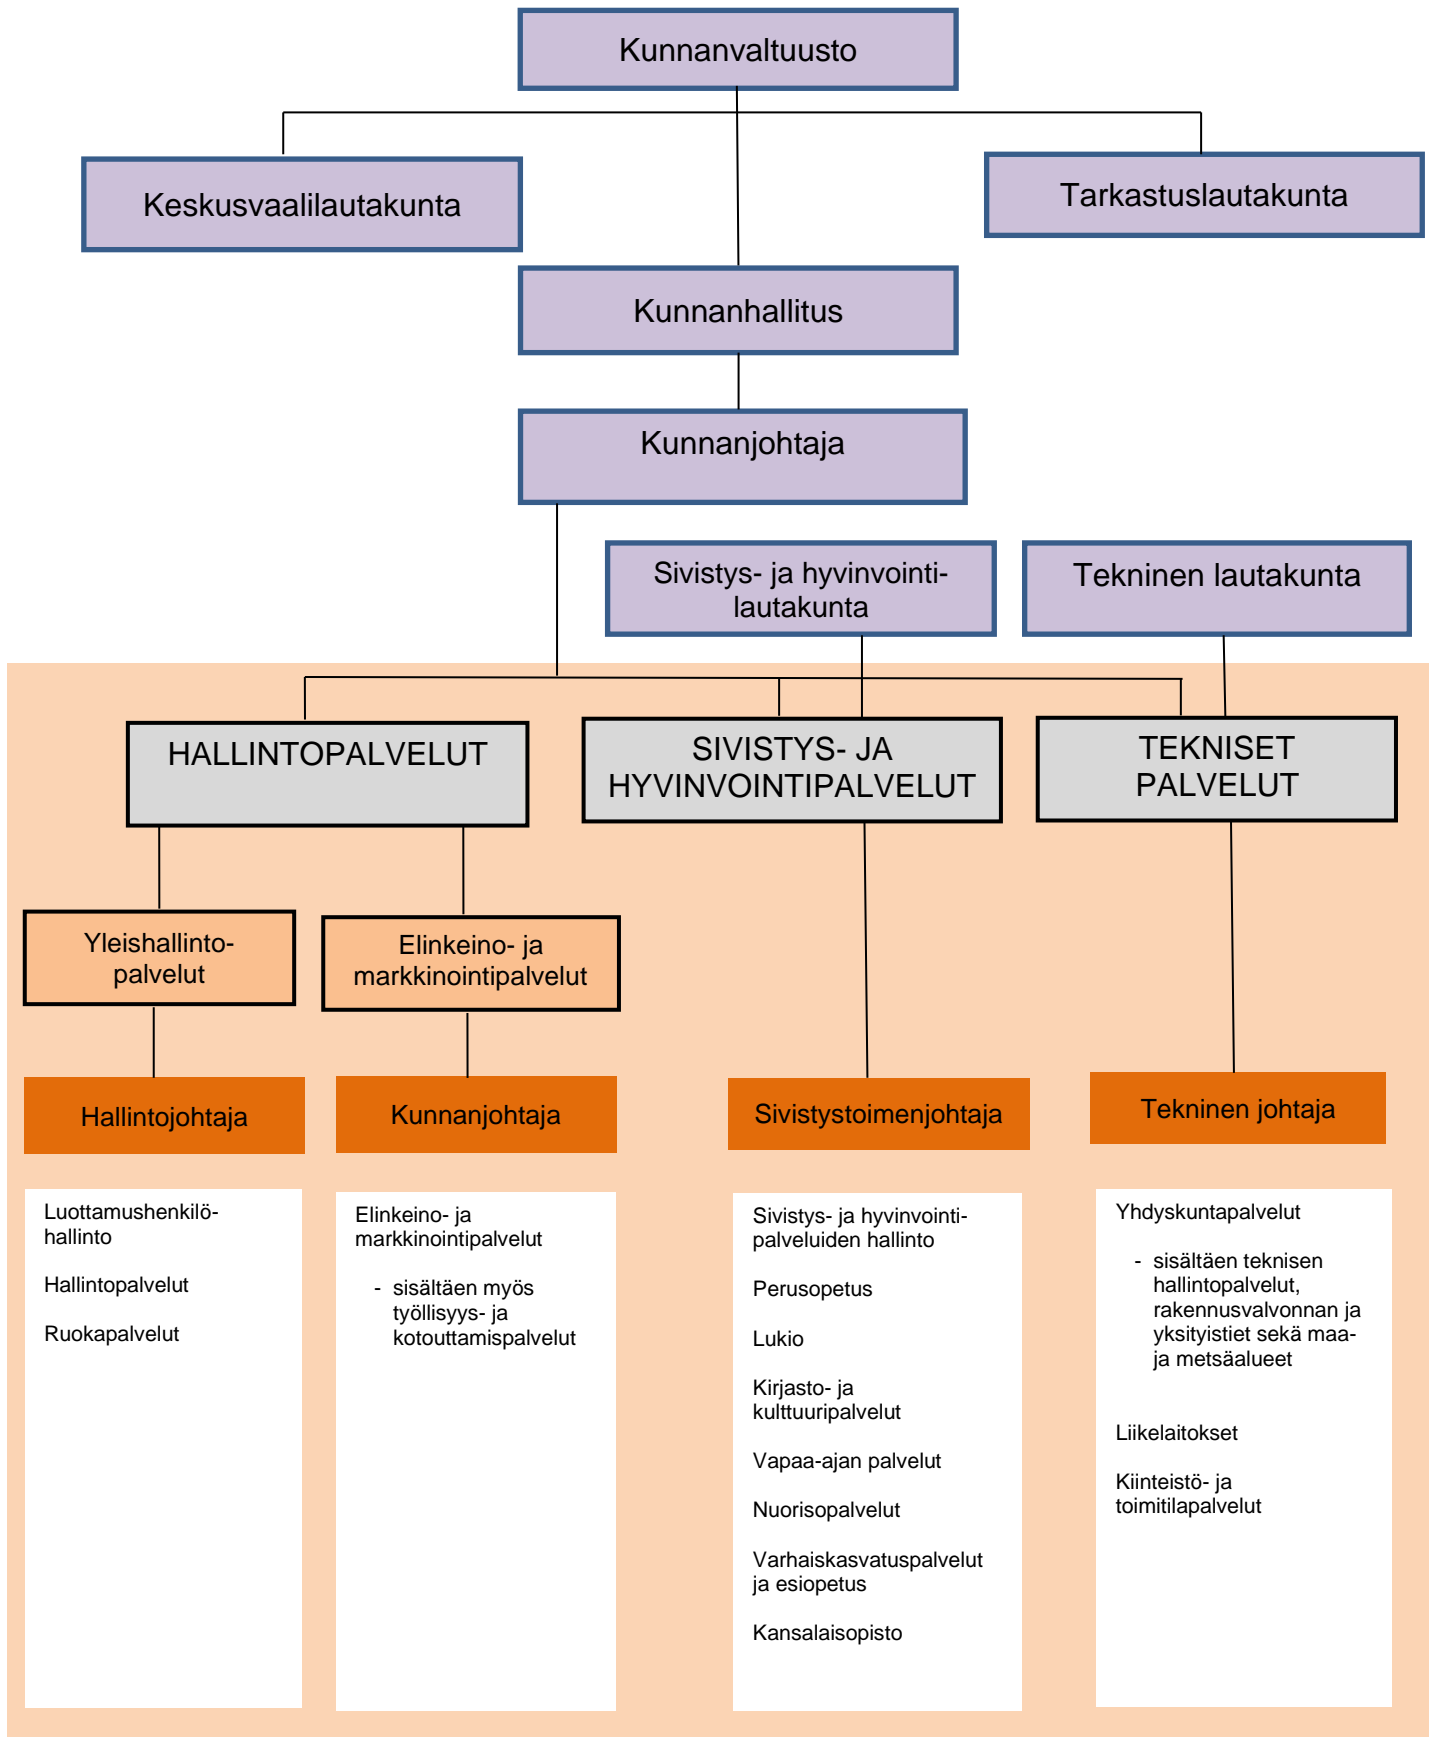 Kunnanvaltuusto
Keskusvaalilautakunta
Tarkastuslautakunta
Kunnanhallitus
Kunnanjohtaja
Sivistys- ja hyvinvointi-
lautakunta
Tekninen lautakunta
HALLINTOPALVELUT
SIVISTYS- JA
HYVINVOINTIPALVELUT
TEKNISET
PALVELUT
Yleishallinto-
palvelut
Elinkeino- ja
markkinointipalvelut
Hallintojohtaja
Kunnanjohtaja
Sivistystoimenjohtaja
Tekninen johtaja
Luottamushenkilö-
hallinto
Hallintopalvelut
Ruokapalvelut
Elinkeino- ja
markkinointipalvelut
- sisältäen myös
työllisyys- ja
kotouttamispalvelut
Sivistys- ja hyvinvointi-
palveluiden hallinto
Perusopetus
Lukio
Kirjasto- ja
kulttuuripalvelut
Vapaa-ajan palvelut
Nuorisopalvelut
Varhaiskasvatuspalvelut
ja esiopetus
Kansalaisopisto
Yhdyskuntapalvelut
- sisältäen teknisen
hallintopalvelut,
rakennusvalvonnan ja
yksityistiet sekä maa-
ja metsäalueet
Liikelaitokset
Kiinteistö- ja
toimitilapalvelut